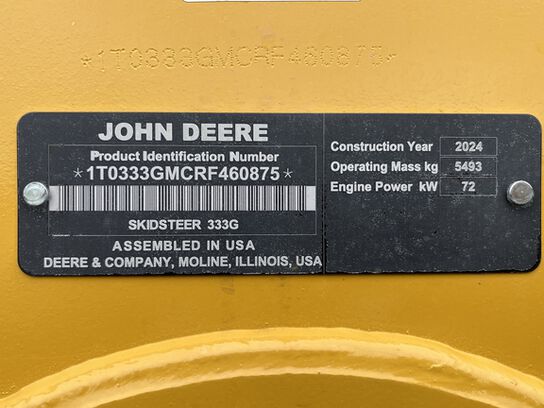 *1T0333GMCRF460875*
JOHN DEERE
Product Identification Number
*1T0333GMCRF460875*
SKIDSTEER 333G
ASSEMBLED IN USA
DEERE & COMPANY, MOLINE, ILLINOIS, USA
Construction Year 2024
Operating Mass kg 5493
Engine Power kW 72